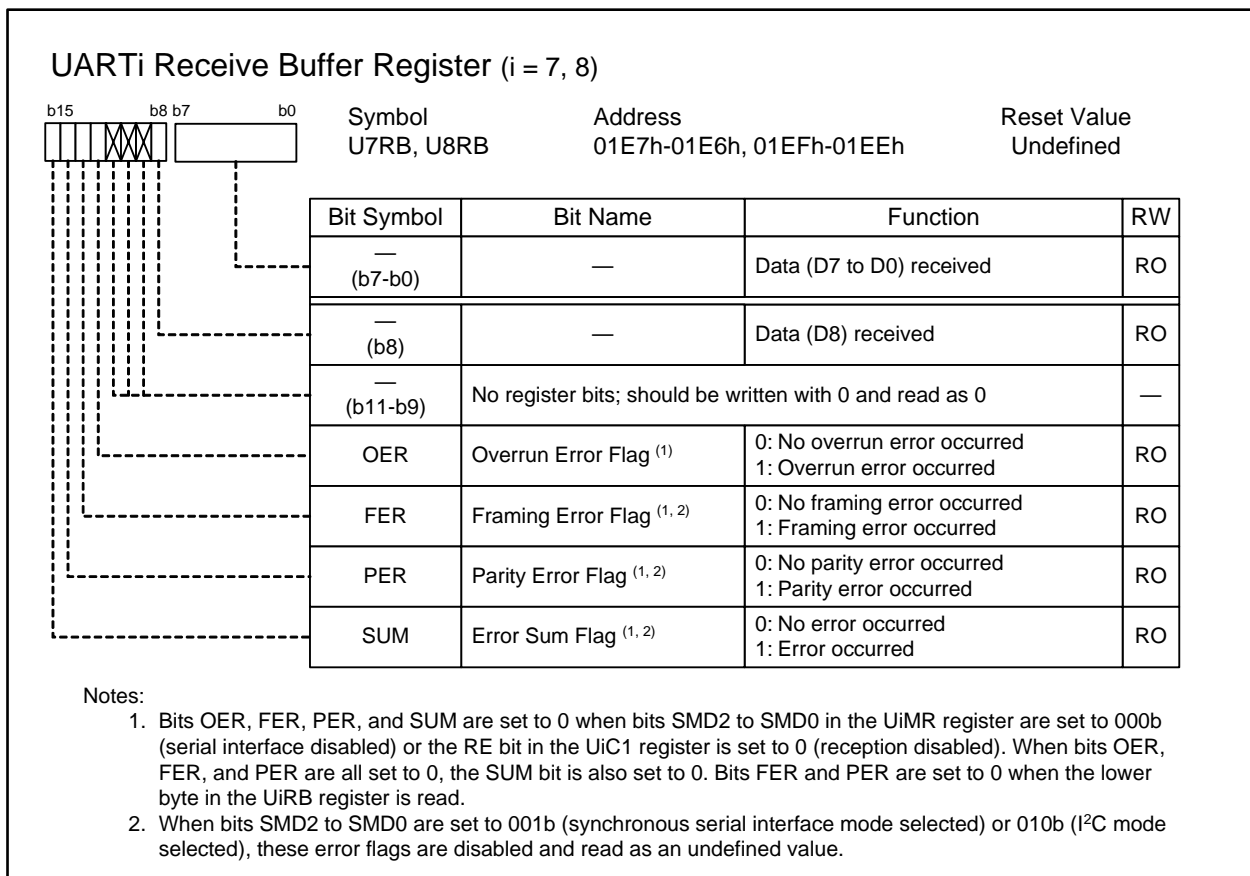 UARTi Receive Buffer Register (i = 7, 8)
b15 b8 b7 b0
Symbol Address Reset Value
U7RB, U8RB 01E7h-01E6h, 01EFh-01EEh Undefined
Bit Symbol Bit Name Function RW
— (b7-b0) — Data (D7 to D0) received RO
— (b8) — Data (D8) received RO
— (b11-b9) No register bits; should be written with 0 and read as 0 —
OER Overrun Error Flag (1) 0: No overrun error occurred RO
1: Overrun error occurred
FER Framing Error Flag (1, 2) 0: No framing error occurred RO
1: Framing error occurred
PER Parity Error Flag (1, 2) 0: No parity error occurred RO
1: Parity error occurred
SUM Error Sum Flag (1, 2) 0: No error occurred RO
1: Error occurred
Notes:
1. Bits OER, FER, PER, and SUM are set to 0 when bits SMD2 to SMD0 in the UiMR register are set to 000b
(serial interface disabled) or the RE bit in the UiC1 register is set to 0 (reception disabled). When bits OER,
FER, and PER are all set to 0, the SUM bit is also set to 0. Bits FER and PER are set to 0 when the lower
byte in the UiRB register is read.
2. When bits SMD2 to SMD0 are set to 001b (synchronous serial interface mode selected) or 010b (I²C mode
selected), these error flags are disabled and read as an undefined value.